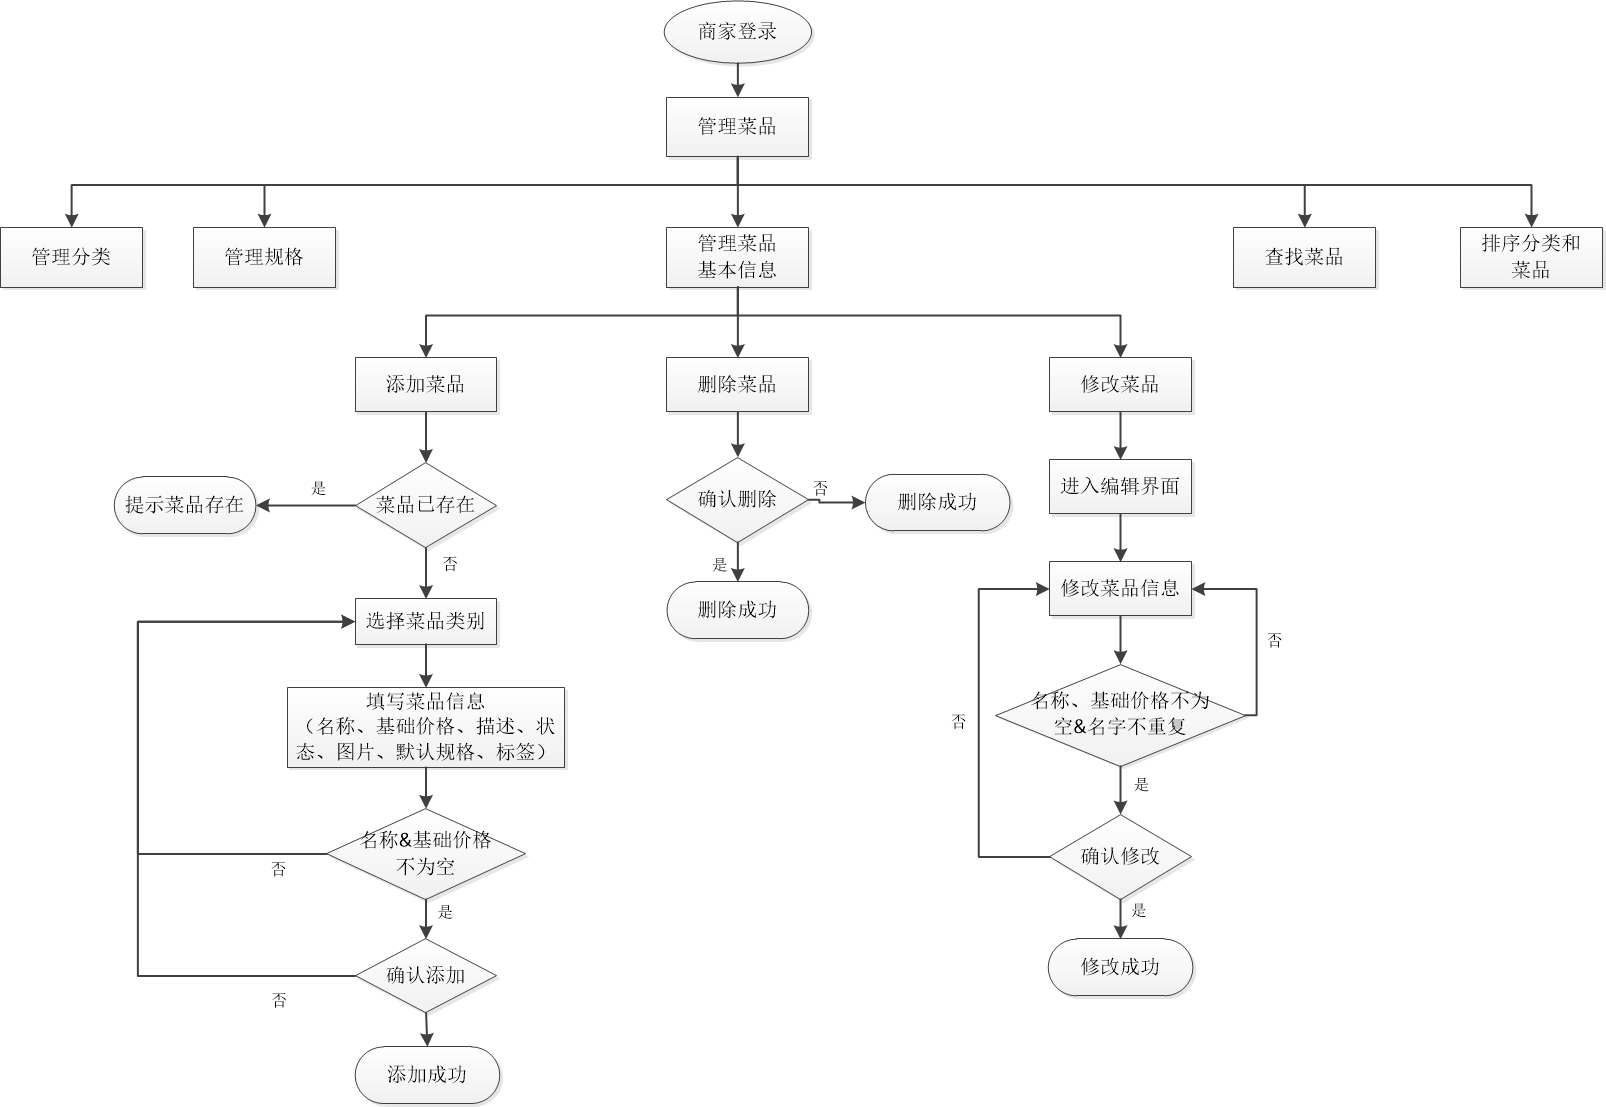 商家登录
管理菜品
管理分类
管理规格
管理菜品
基本信息
查找菜品
排序分类和
菜品
添加菜品
删除菜品
修改菜品
提示菜品存在
是
菜品已存在
否
确认删除
否
删除成功
是
删除成功
进入编辑界面
修改菜品信息
否
选择菜品类别
填写菜品信息
（名称、基础价格、描述、状
态、图片、默认规格、标签）
名称、基础价格不为
空&名字不重复
否
是
名称&基础价格
不为空
否
是
确认修改
是
确认添加
否
修改成功
添加成功